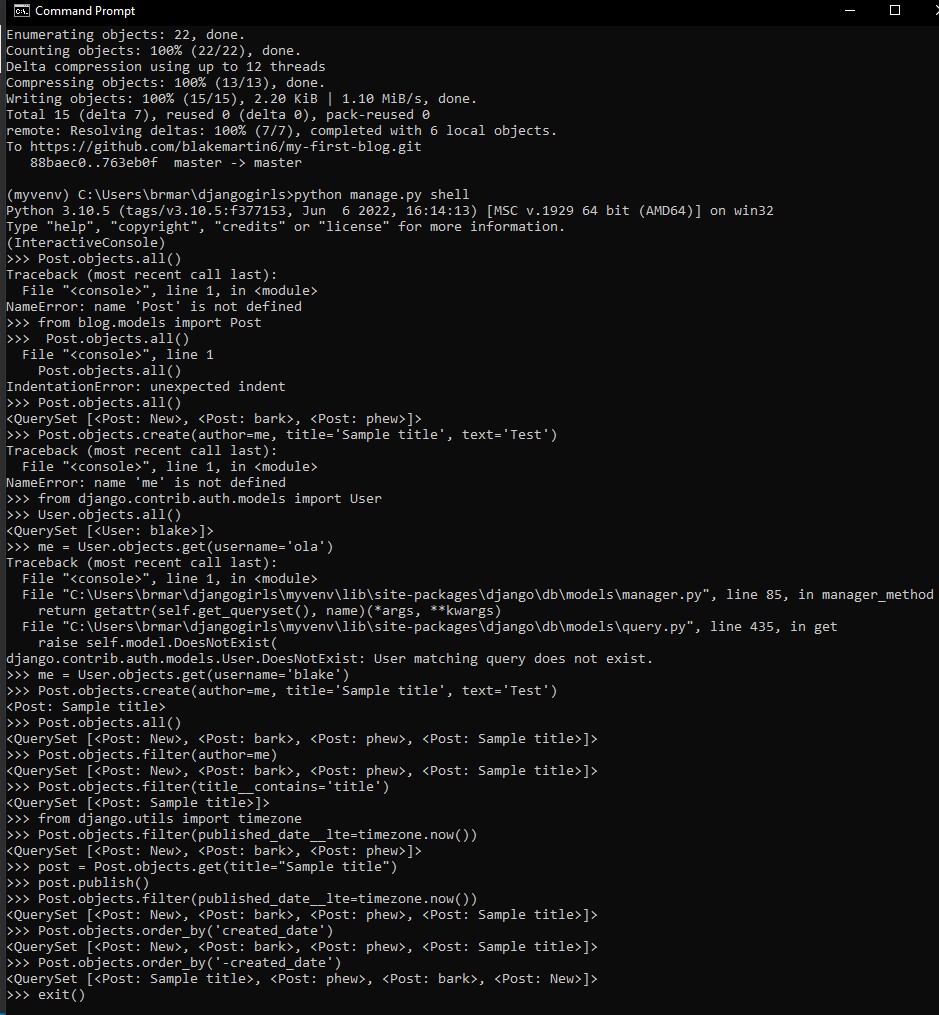 Command Prompt
Enumerating objects: 22, done.
Counting objects: 100% (22/22), done.
Delta compression using up to 12 threads
Compressing objects: 100% (13/13), done.
Writing objects: 100% (15/15), 2.20 KiB | 1.10 MiB/s, done.
Total 15 (delta 7), reused 0 (delta 0), pack-reused 0
remote: Resolving deltas: 100% (7/7), completed with 6 local objects.
To https://github.com/blakemartin6/my-first-blog.git
   88baec0..763eb0f  master -> master

(myvenv) C:\Users\brmar\djangogirls>python manage.py shell
Python 3.10.5 (tags/v3.10.5:f377153, Jun  6 2022, 16:14:13) [MSC v.1929 64 bit (AMD64)] on win32
Type "help", "copyright", "credits" or "license" for more information.
(InteractiveConsole)
>>> Post.objects.all()
Traceback (most recent call last):
  File "<console>", line 1, in <module>
NameError: name 'Post' is not defined
>>> from blog.models import Post
>>>  Post.objects.all()
  File "<console>", line 1
    Post.objects.all()
IndentationError: unexpected indent
>>> Post.objects.all()
<QuerySet [<Post: New>, <Post: bark>, <Post: phew>]>
>>> Post.objects.create(author=me, title='Sample title', text='Test')
Traceback (most recent call last):
  File "<console>", line 1, in <module>
NameError: name 'me' is not defined
>>> from django.contrib.auth.models import User
>>> User.objects.all()
<QuerySet [<User: blake>]>
>>> me = User.objects.get(username='ola')
Traceback (most recent call last):
  File "<console>", line 1, in <module>
  File "C:\Users\brmar\djangogirls\myvenv\lib\site-packages\django\db\models\manager.py", line 85, in manager_method
    return getattr(self.get_queryset(), name)(*args, **kwargs)
  File "C:\Users\brmar\djangogirls\myvenv\lib\site-packages\django\db\models\query.py", line 435, in get
    raise self.model.DoesNotExist(
django.contrib.auth.models.User.DoesNotExist: User matching query does not exist.
>>> me = User.objects.get(username='blake')
>>> Post.objects.create(author=me, title='Sample title', text='Test')
<Post: Sample title>
>>> Post.objects.all()
<QuerySet [<Post: New>, <Post: bark>, <Post: phew>, <Post: Sample title>]>
>>> Post.objects.filter(author=me)
<QuerySet [<Post: New>, <Post: bark>, <Post: phew>, <Post: Sample title>]>
>>> Post.objects.filter(title__contains='title')
<QuerySet [<Post: Sample title>]>
>>> from django.utils import timezone
>>> Post.objects.filter(published_date__lte=timezone.now())
<QuerySet [<Post: New>, <Post: bark>, <Post: phew>]>
>>> post = Post.objects.get(title="Sample title")
>>> post.publish()
>>> Post.objects.filter(published_date__lte=timezone.now())
<QuerySet [<Post: New>, <Post: bark>, <Post: phew>, <Post: Sample title>]>
>>> Post.objects.order_by('created_date')
<QuerySet [<Post: New>, <Post: bark>, <Post: phew>, <Post: Sample title>]>
>>> Post.objects.order_by('-created_date')
<QuerySet [<Post: Sample title>, <Post: phew>, <Post: bark>, <Post: New>]>
>>> exit()